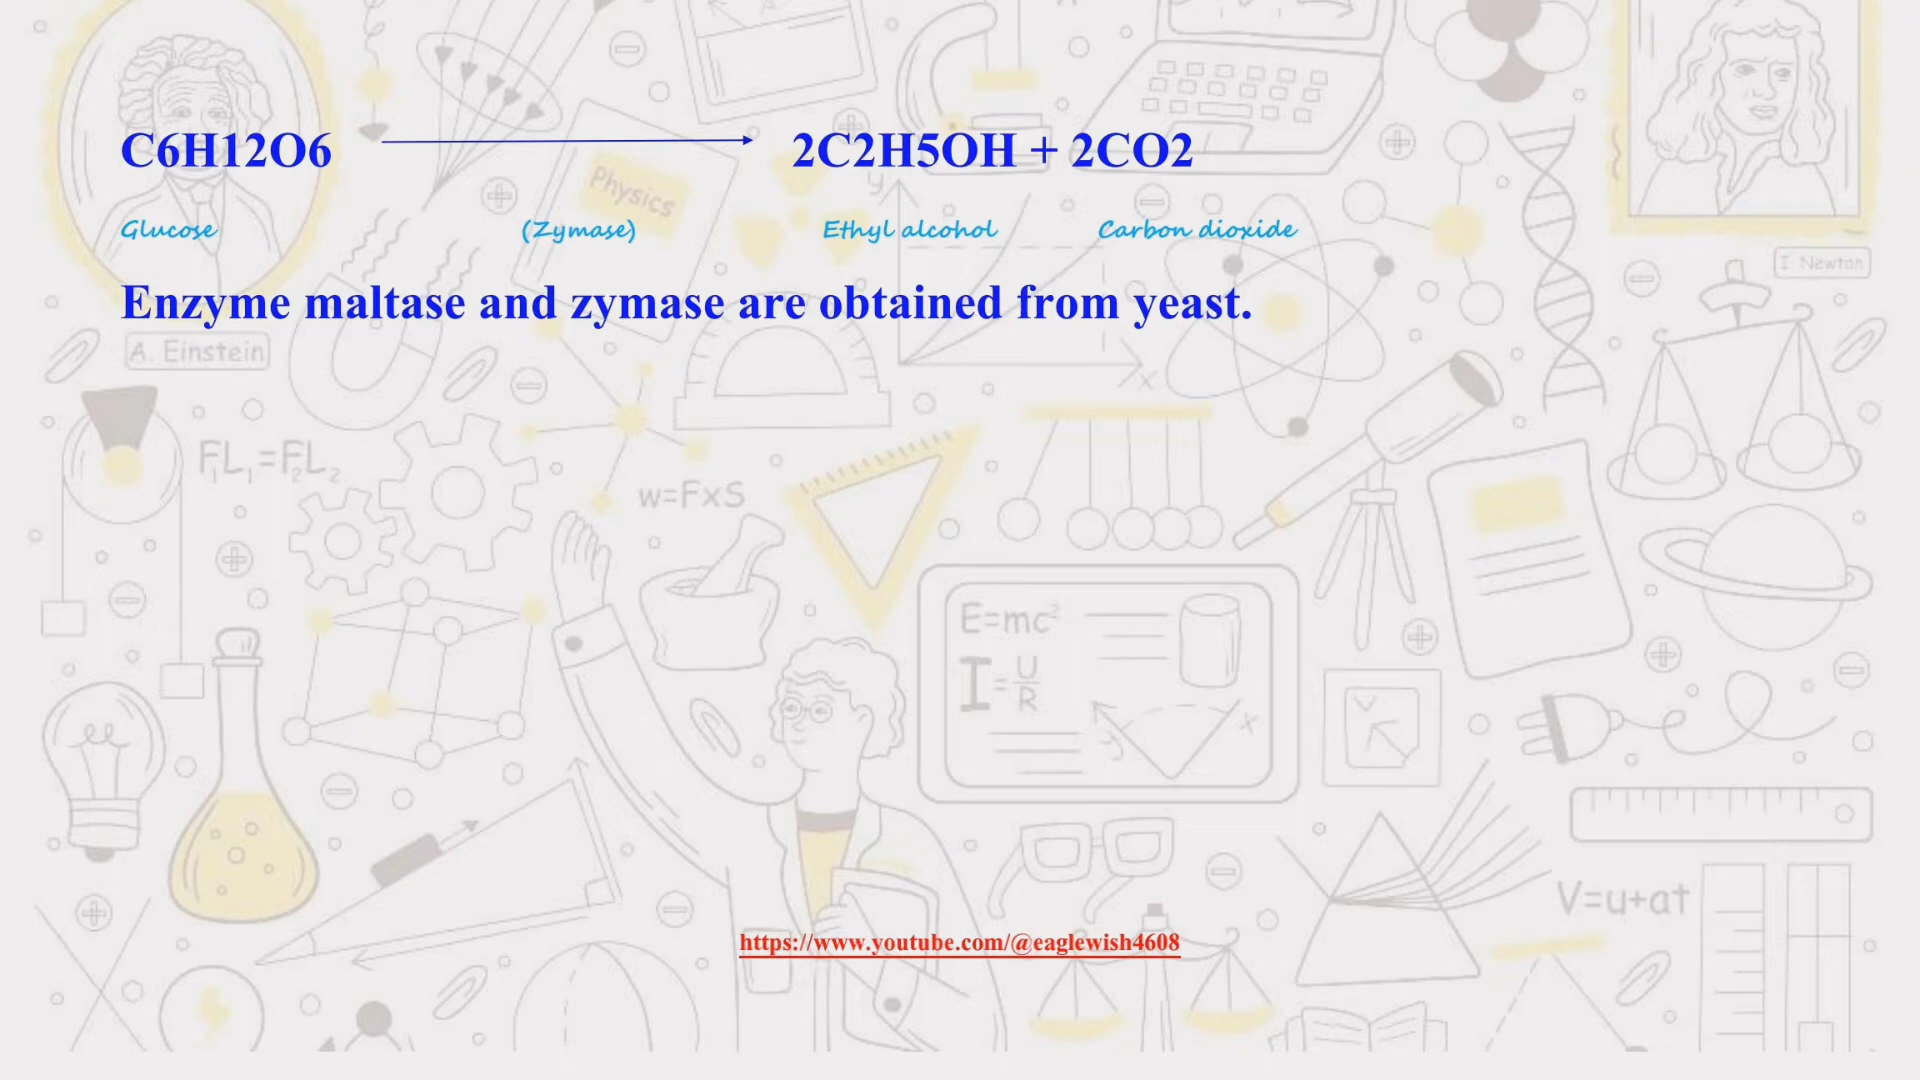 C6H12O6 2C2H5OH + 2CO2
Glucose (Zymase) Ethyl alcohol Carbon dioxide
Enzyme maltase and zymase are obtained from yeast.
Physics
y
x
A. Einstein
I. Newton
F₁L₁=F₂L₂
w=FxS
E=mc²
I=U/R
x
V=u+at
https://www.youtube.com/@eaglewish4608